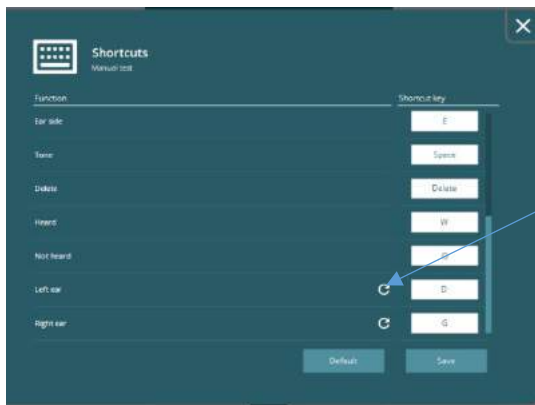 Shortcuts
Manual test
Function Shortcut key
Ear side E
Tone Space
Delete Delete
Heard W
Not heard
Left ear D
Right ear G
Default Save